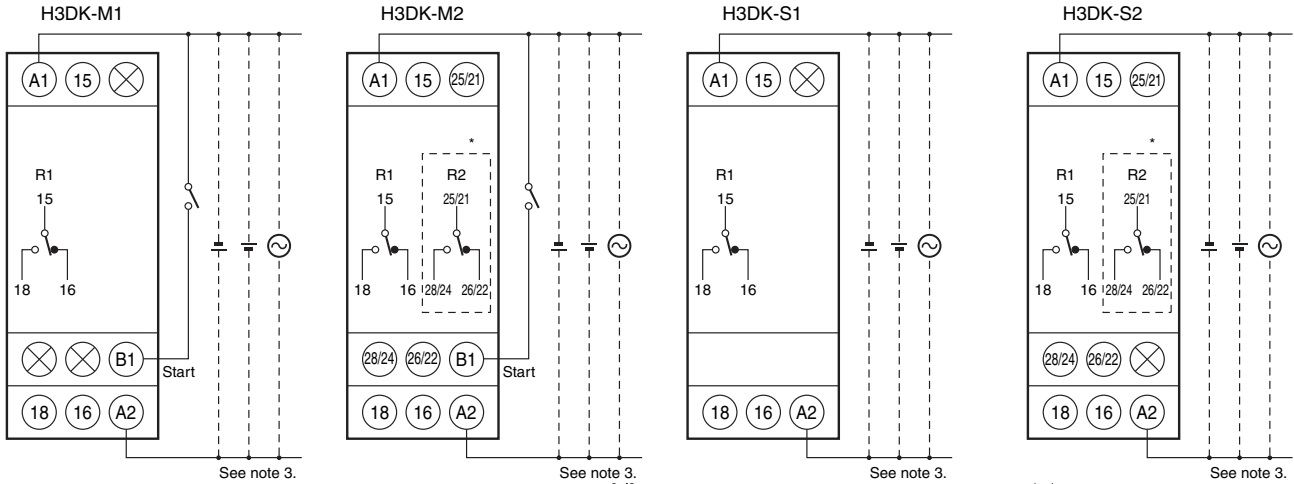 H3DK-M1
A1 15
R1
15
18 16
B1
Start
18 16 A2
See note 3.
H3DK-M2
A1 15 25/21
*
R1 R2
15 25/21
18 16 28/24 26/22
28/24 26/22 B1
Start
18 16 A2
See note 3.
H3DK-S1
A1 15
R1
15
18 16
18 16 A2
See note 3.
H3DK-S2
A1 15 25/21
*
R1 R2
15 25/21
18 16 28/24 26/22
28/24 26/22
18 16 A2
See note 3.